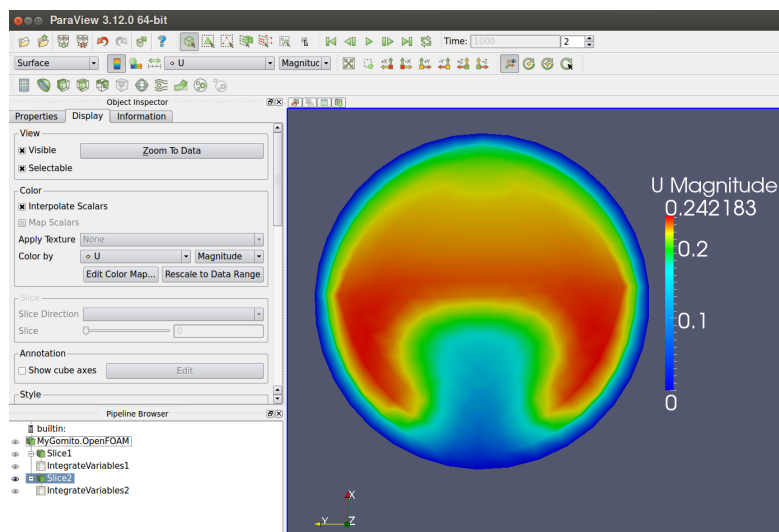 ParaView 3.12.0 64-bit
Time: 1000 2
Surface U Magnituc
Object Inspector
Properties Display Information
View
Visible Zoom To Data
Selectable
Color
Interpolate Scalars
Map Scalars
Apply Texture None
Color by U Magnitude
Edit Color Map... Rescale to Data Range
Slice
Slice Direction
Slice 0
Annotation
Show cube axes Edit
Style
Pipeline Browser
builtin:
MyGomito.OpenFOAM
Slice1
IntegrateVariables1
Slice2
IntegrateVariables2
U Magnitude
0.242183
0.2
0.1
0
X
Y Z